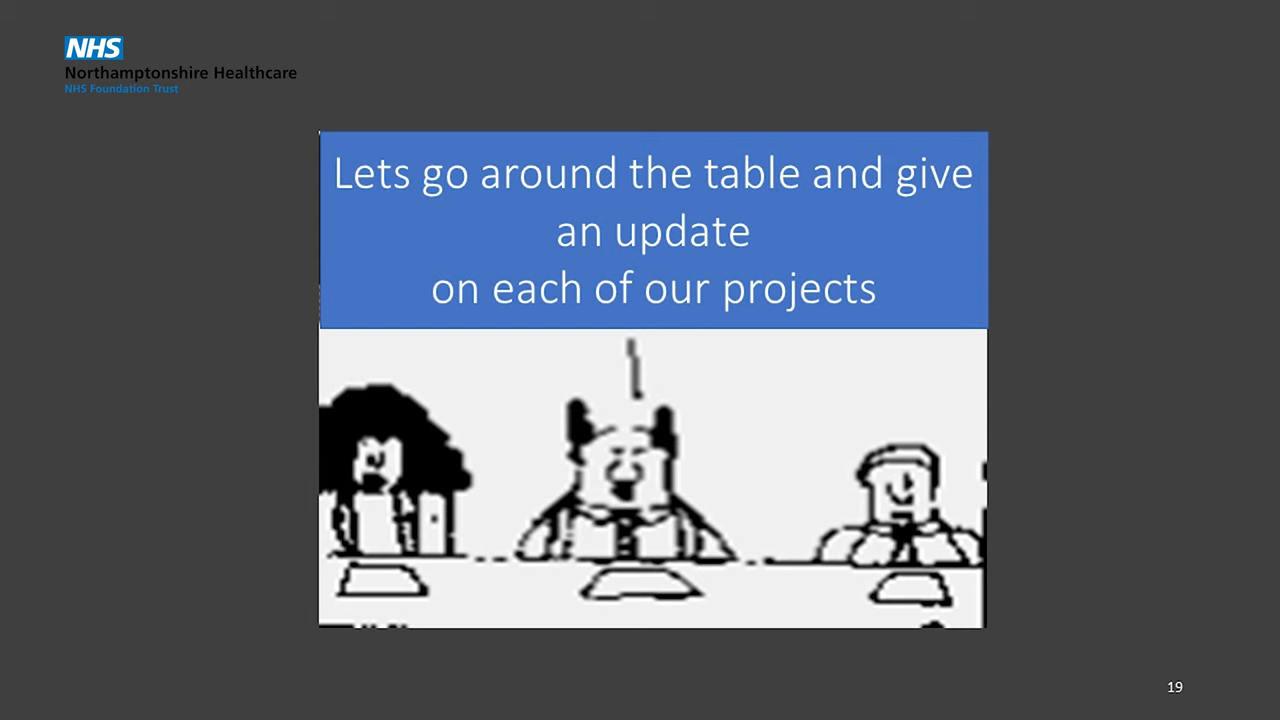 NHS
Northamptonshire Healthcare
NHS Foundation Trust
Lets go around the table and give
an update
on each of our projects
19